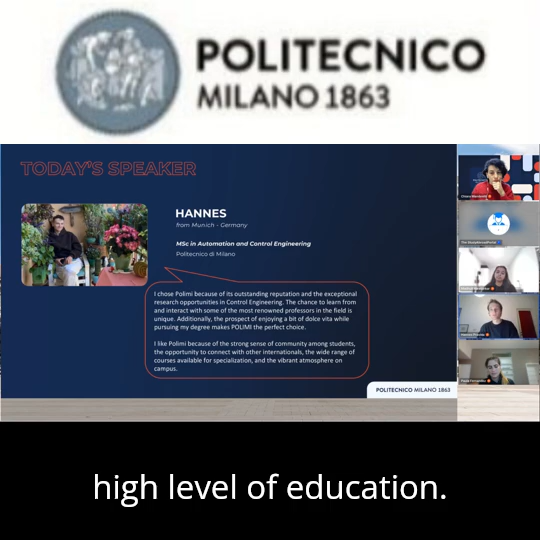 POLITECNICO
MILANO 1863
TODAY'S SPEAKER
HANNES
from Munich - Germany
MSc in Automation and Control Engineering
Politecnico di Milano
I chose Polimi because of its outstanding reputation and the exceptional
research opportunities in Control Engineering. The chance to learn from
and interact with some of the most renowned professors in the field is
unique. Additionally, the prospect of enjoying a bit of dolce vita while
pursuing my degree makes POLIMI the perfect choice.
I like Polimi because of the strong sense of community among students,
the opportunity to connect with other internationals, the wide range of
courses available for specialization, and the vibrant atmosphere on
campus.
POLITECNICO MILANO 1863
high level of education.